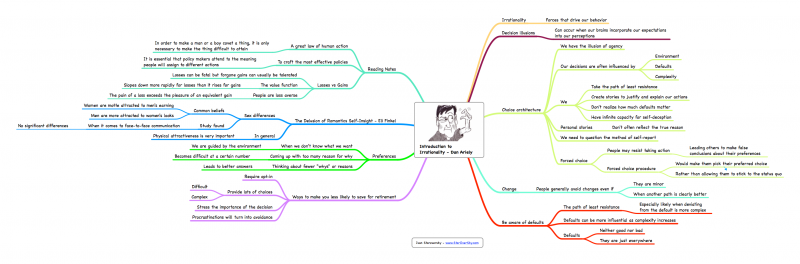 Irrationality
Forces that drive our behavior
Decision illusions
Can occur when our brains incorporate our expectations
into our perceptions
We have the illusion of agency
Our decisions are often influenced by
Environment
Defaults
Complexity
Choice architecture
We
Take the path of least resistance
Create stories to justify and explain our actions
Don't realize how much defaults matter
Have infinite capacity for self-deception
Personal stories
Don't often reflect the true reason
We need to question the method of self-report
Forced choice
People may resist taking action
Leading others to make false
conclusions about their preferences
Forced choice procedure
Would make them pick their preferred choice
Rather than allowing them to stick to the status quo
Change
People generally avoid changes even if
They are minor
When another path is clearly better
Be aware of defaults
The path of least resistance
Especially likely when deviating
from the default is more complex
Defaults can be more influential as complexity increases
Defaults
Neither good nor bad
They are just everywhere
Introduction to
Irrationality - Dan Ariely
Reading Notes
A great law of human action
In order to make a man or a boy covet a thing, it is only
necessary to make the thing difficult to attain
To craft the most effective policies
It is essential that policy makers attend to the meaning
people will assign to different actions
Losses vs Gains
Losses can be fatal but forgone gains can usually be tolerated
The value function
Slopes down more rapidly for losses than it rises for gains
People are loss averse
The pain of a loss exceeds the pleasure of an equivalent gain
The Delusion of Romantics Self-Insight - Eli Finkel
Sex differences
Common beliefs
Women are more attracted to men's earning
Men are more attracted to women's looks
Study found
When it comes to face-to-face communication
No significant differences
In general
Physical attractiveness is very important
Preferences
When we don't know what we want
We are guided by the environment
Coming up with too many reason for why
Becomes difficult at a certain number
Thinking about fewer "whys" or reasons
Leads to better answers
Ways to make you less likely to save for retirement
Require opt-in
Provide lots of choices
Difficult
Complex
Stress the importance of the decision
Procrastinations will turn into avoidance